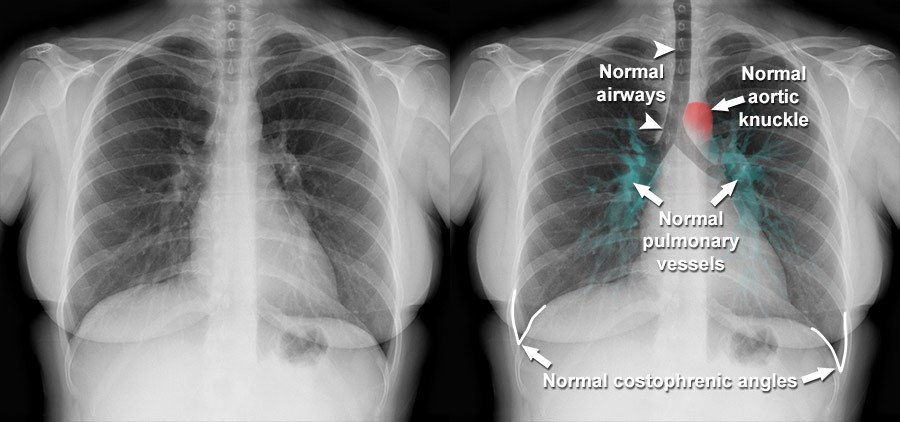 Normal
airways
Normal
aortic
knuckle
Normal
pulmonary
vessels
Normal costophrenic angles